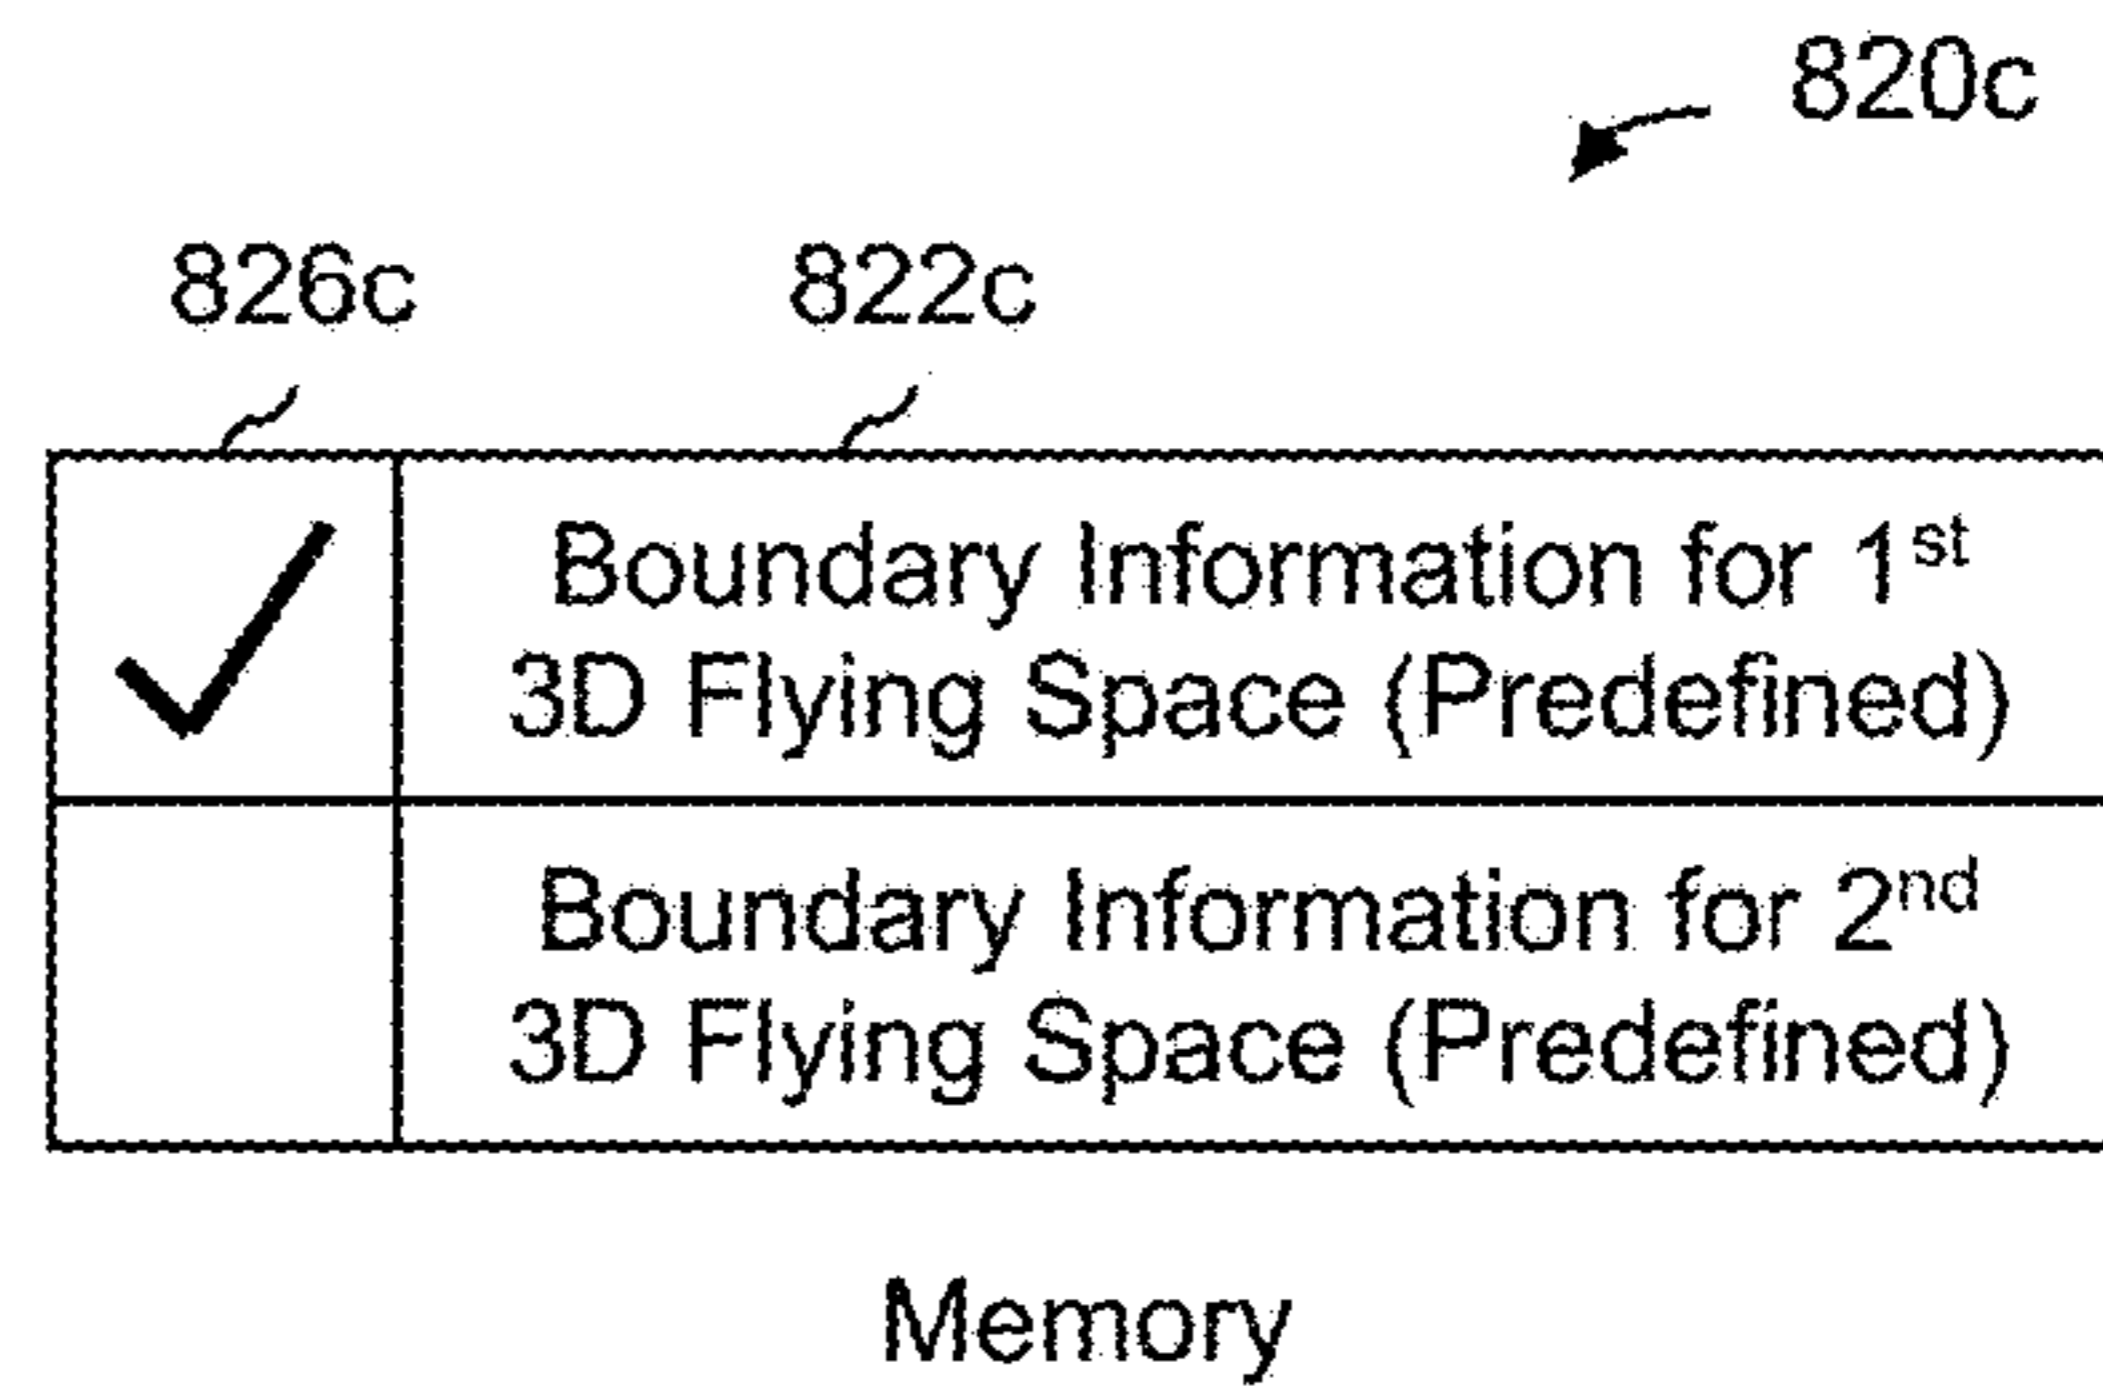 820c
826c 822c
Boundary Information for 1st
3D Flying Space (Predefined)
Boundary Information for 2nd
3D Flying Space (Predefined)
Memory